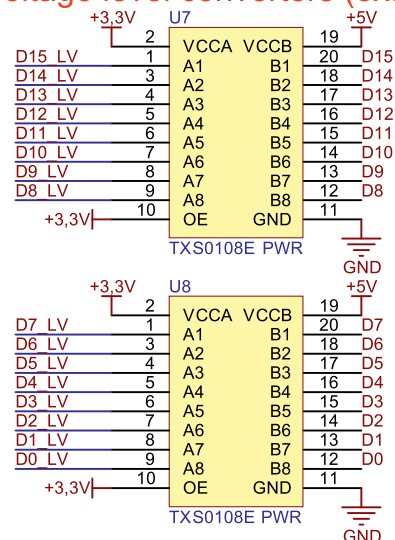 +3,3V U7 +5V
2 VCCA VCCB 19
D15_LV 1 A1 B1 20 D15
D14_LV 3 A2 B2 18 D14
D13_LV 4 A3 B3 17 D13
D12_LV 5 A4 B4 16 D12
D11_LV 6 A5 B5 15 D11
D10_LV 7 A6 B6 14 D10
D9_LV 8 A7 B7 13 D9
D8_LV 9 A8 B8 12 D8
+3,3V 10 OE GND 11
TXS0108E PWR
GND
+3,3V U8 +5V
2 VCCA VCCB 19
D7_LV 1 A1 B1 20 D7
D6_LV 3 A2 B2 18 D6
D5_LV 4 A3 B3 17 D5
D4_LV 5 A4 B4 16 D4
D3_LV 6 A5 B5 15 D3
D2_LV 7 A6 B6 14 D2
D1_LV 8 A7 B7 13 D1
D0_LV 9 A8 B8 12 D0
+3,3V 10 OE GND 11
TXS0108E PWR
GND